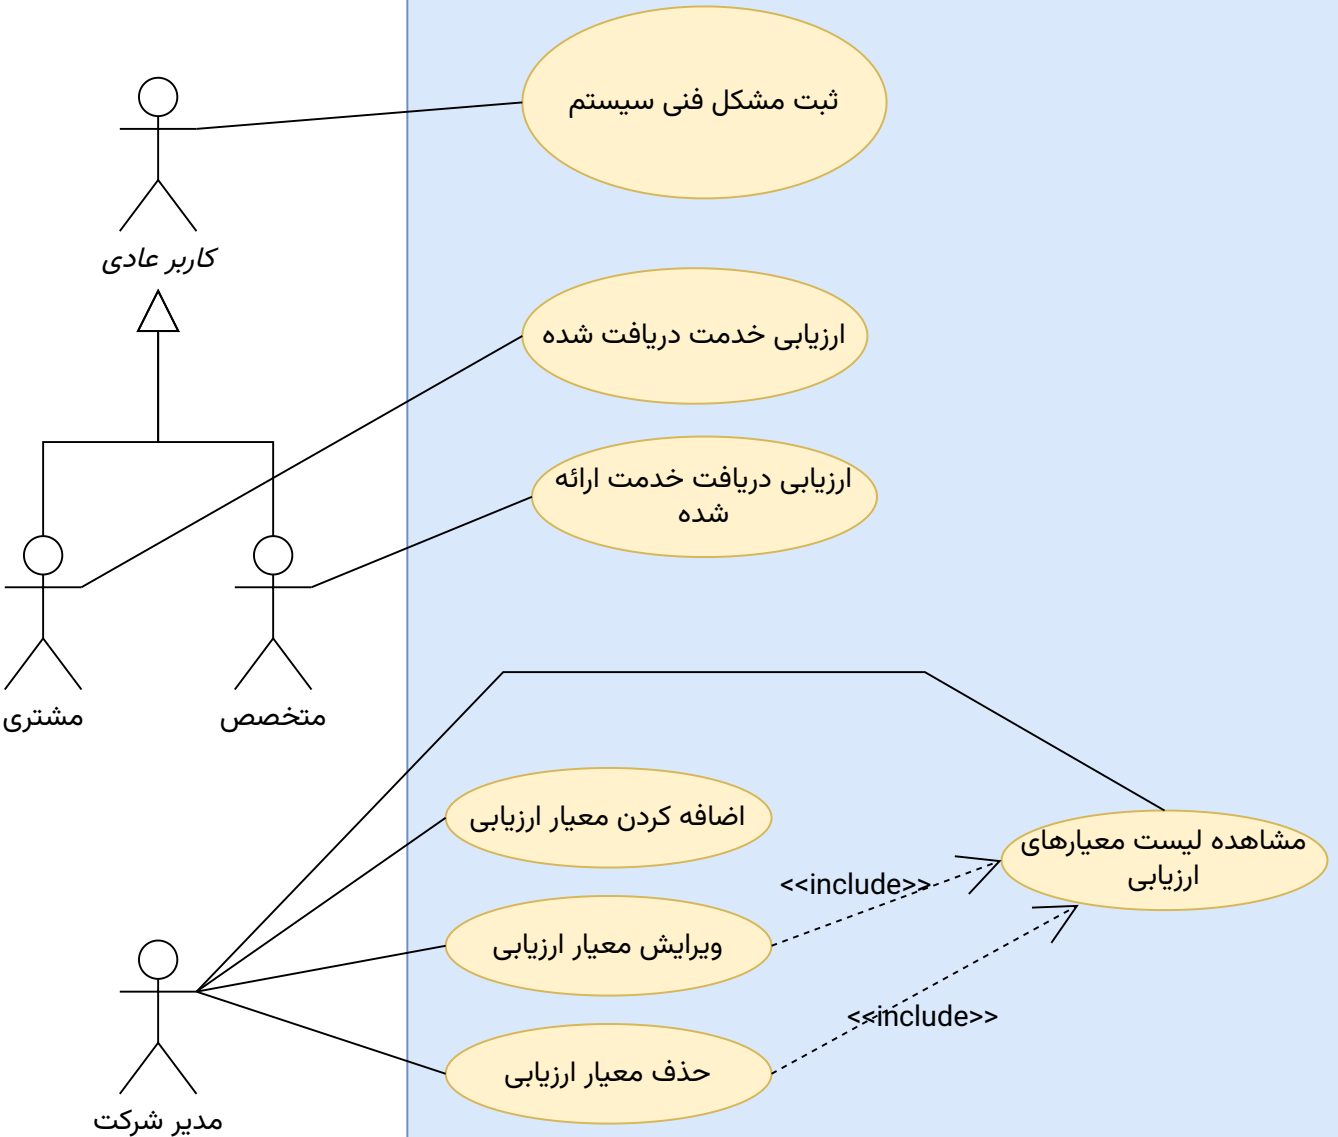 ثبت مشکل فنی سیستم
کاربر عادی
ارزیابی خدمت دریافت شده
ارزیابی دریافت خدمت ارائه
شده
مشتری
متخصص
اضافه کردن معیار ارزیابی
مشاهده لیست معیارهای
ارزیابی
<<include>>
ویرایش معیار ارزیابی
<<include>>
حذف معیار ارزیابی
مدیر شرکت